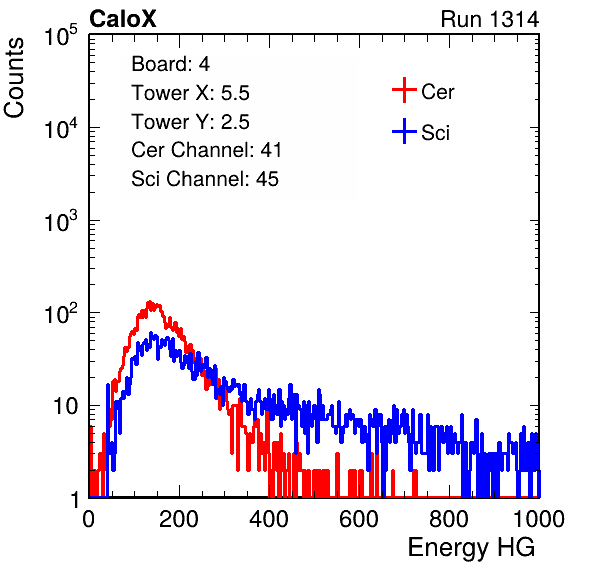 CaloX Run 1314
Counts
Board: 4
Tower X: 5.5
Tower Y: 2.5
Cer Channel: 41
Sci Channel: 45
Cer
Sci
10^5
10^4
10^3
10^2
10
1
0 200 400 600 800 1000
Energy HG